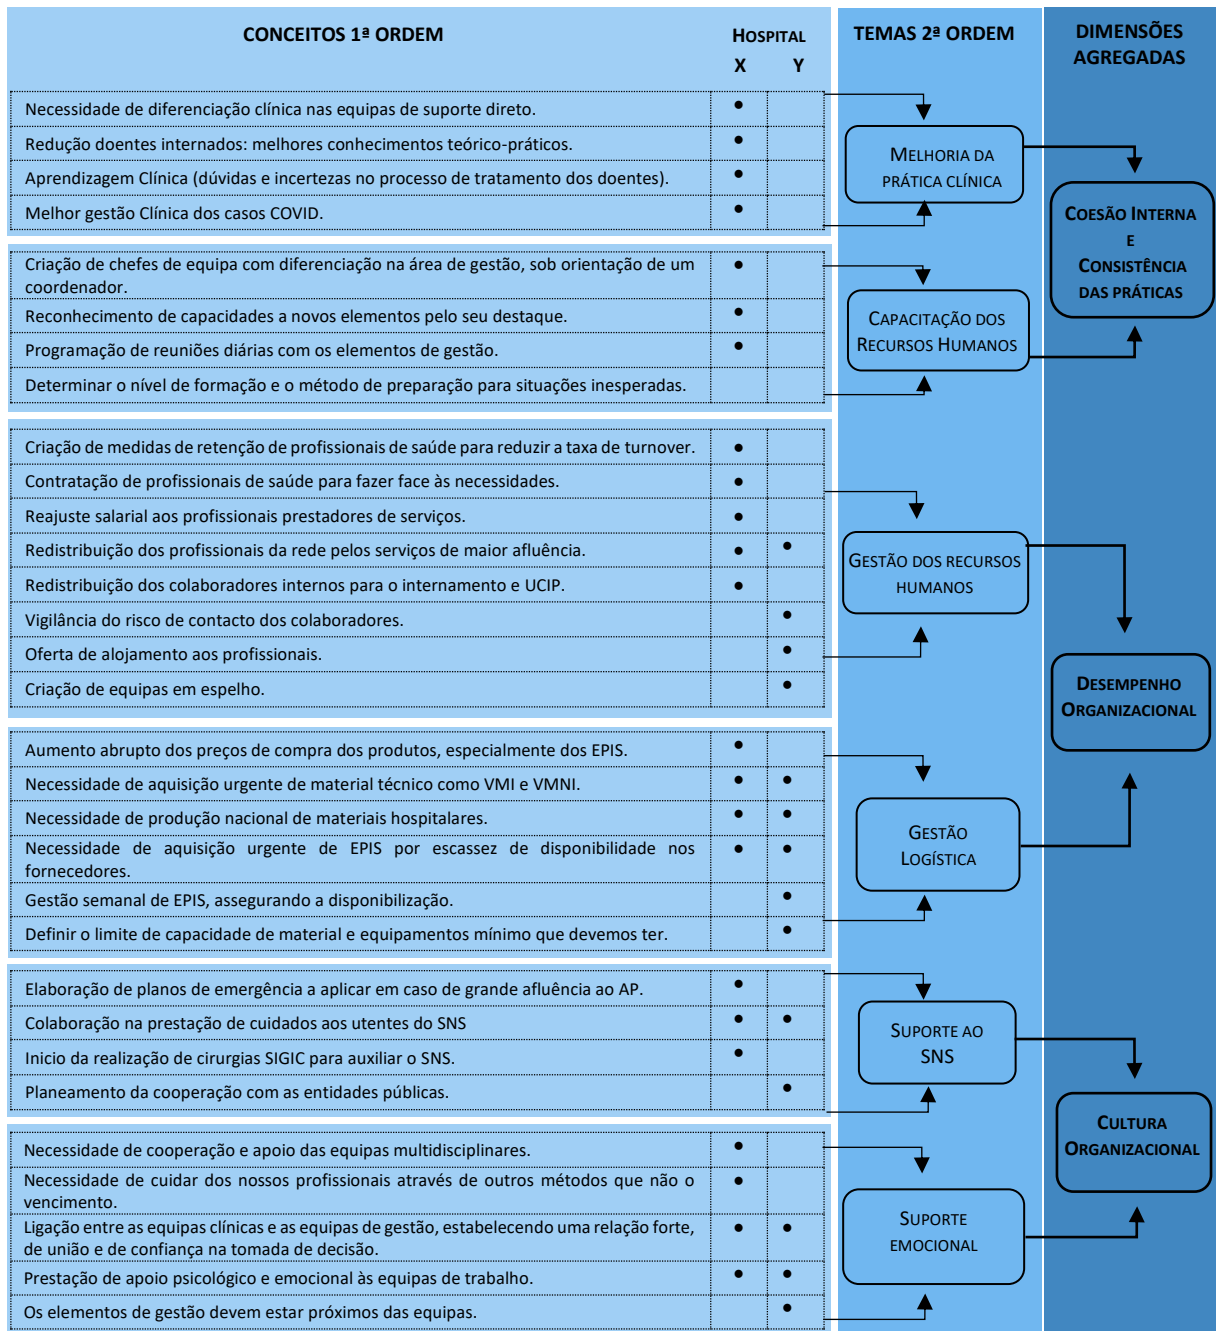 CONCEITOS 1ª ORDEM
HOSPITAL
X Y
TEMAS 2ª ORDEM
DIMENSÕES
AGREGADAS
Necessidade de diferenciação clínica nas equipas de suporte direto. •
Redução doentes internados: melhores conhecimentos teórico-práticos. •
Aprendizagem Clínica (dúvidas e incertezas no processo de tratamento dos doentes). •
Melhor gestão Clínica dos casos COVID. •
MELHORIA DA
PRÁTICA CLÍNICA
Criação de chefes de equipa com diferenciação na área de gestão, sob orientação de um •
coordenador.
Reconhecimento de capacidades a novos elementos pelo seu destaque. •
Programação de reuniões diárias com os elementos de gestão. •
Determinar o nível de formação e o método de preparação para situações inesperadas.
CAPACITAÇÃO DOS
RECURSOS HUMANOS
COESÃO INTERNA
E
CONSISTÊNCIA
DAS PRÁTICAS
Criação de medidas de retenção de profissionais de saúde para reduzir a taxa de turnover. •
Contratação de profissionais de saúde para fazer face às necessidades. •
Reajuste salarial aos profissionais prestadores de serviços. •
Redistribuição dos profissionais da rede pelos serviços de maior afluência. • •
Redistribuição dos colaboradores internos para o internamento e UCIP. •
Vigilância do risco de contacto dos colaboradores. •
Oferta de alojamento aos profissionais. •
Criação de equipas em espelho. •
GESTÃO DOS RECURSOS
HUMANOS
Aumento abrupto dos preços de compra dos produtos, especialmente dos EPIS. •
Necessidade de aquisição urgente de material técnico como VMI e VMNI. • •
Necessidade de produção nacional de materiais hospitalares. • •
Necessidade de aquisição urgente de EPIS por escassez de disponibilidade nos • •
fornecedores.
Gestão semanal de EPIS, assegurando a disponibilização. •
Definir o limite de capacidade de material e equipamentos mínimo que devemos ter. •
GESTÃO
LOGÍSTICA
DESEMPENHO
ORGANIZACIONAL
Elaboração de planos de emergência a aplicar em caso de grande afluência ao AP. •
Colaboração na prestação de cuidados aos utentes do SNS • •
Inicio da realização de cirurgias SIGIC para auxiliar o SNS. •
Planeamento da cooperação com as entidades públicas. •
SUPORTE AO
SNS
Necessidade de cooperação e apoio das equipas multidisciplinares. •
Necessidade de cuidar dos nossos profissionais através de outros métodos que não o •
vencimento.
Ligação entre as equipas clínicas e as equipas de gestão, estabelecendo uma relação forte, • •
de união e de confiança na tomada de decisão.
Prestação de apoio psicológico e emocional às equipas de trabalho. • •
Os elementos de gestão devem estar próximos das equipas. •
SUPORTE
EMOCIONAL
CULTURA
ORGANIZACIONAL